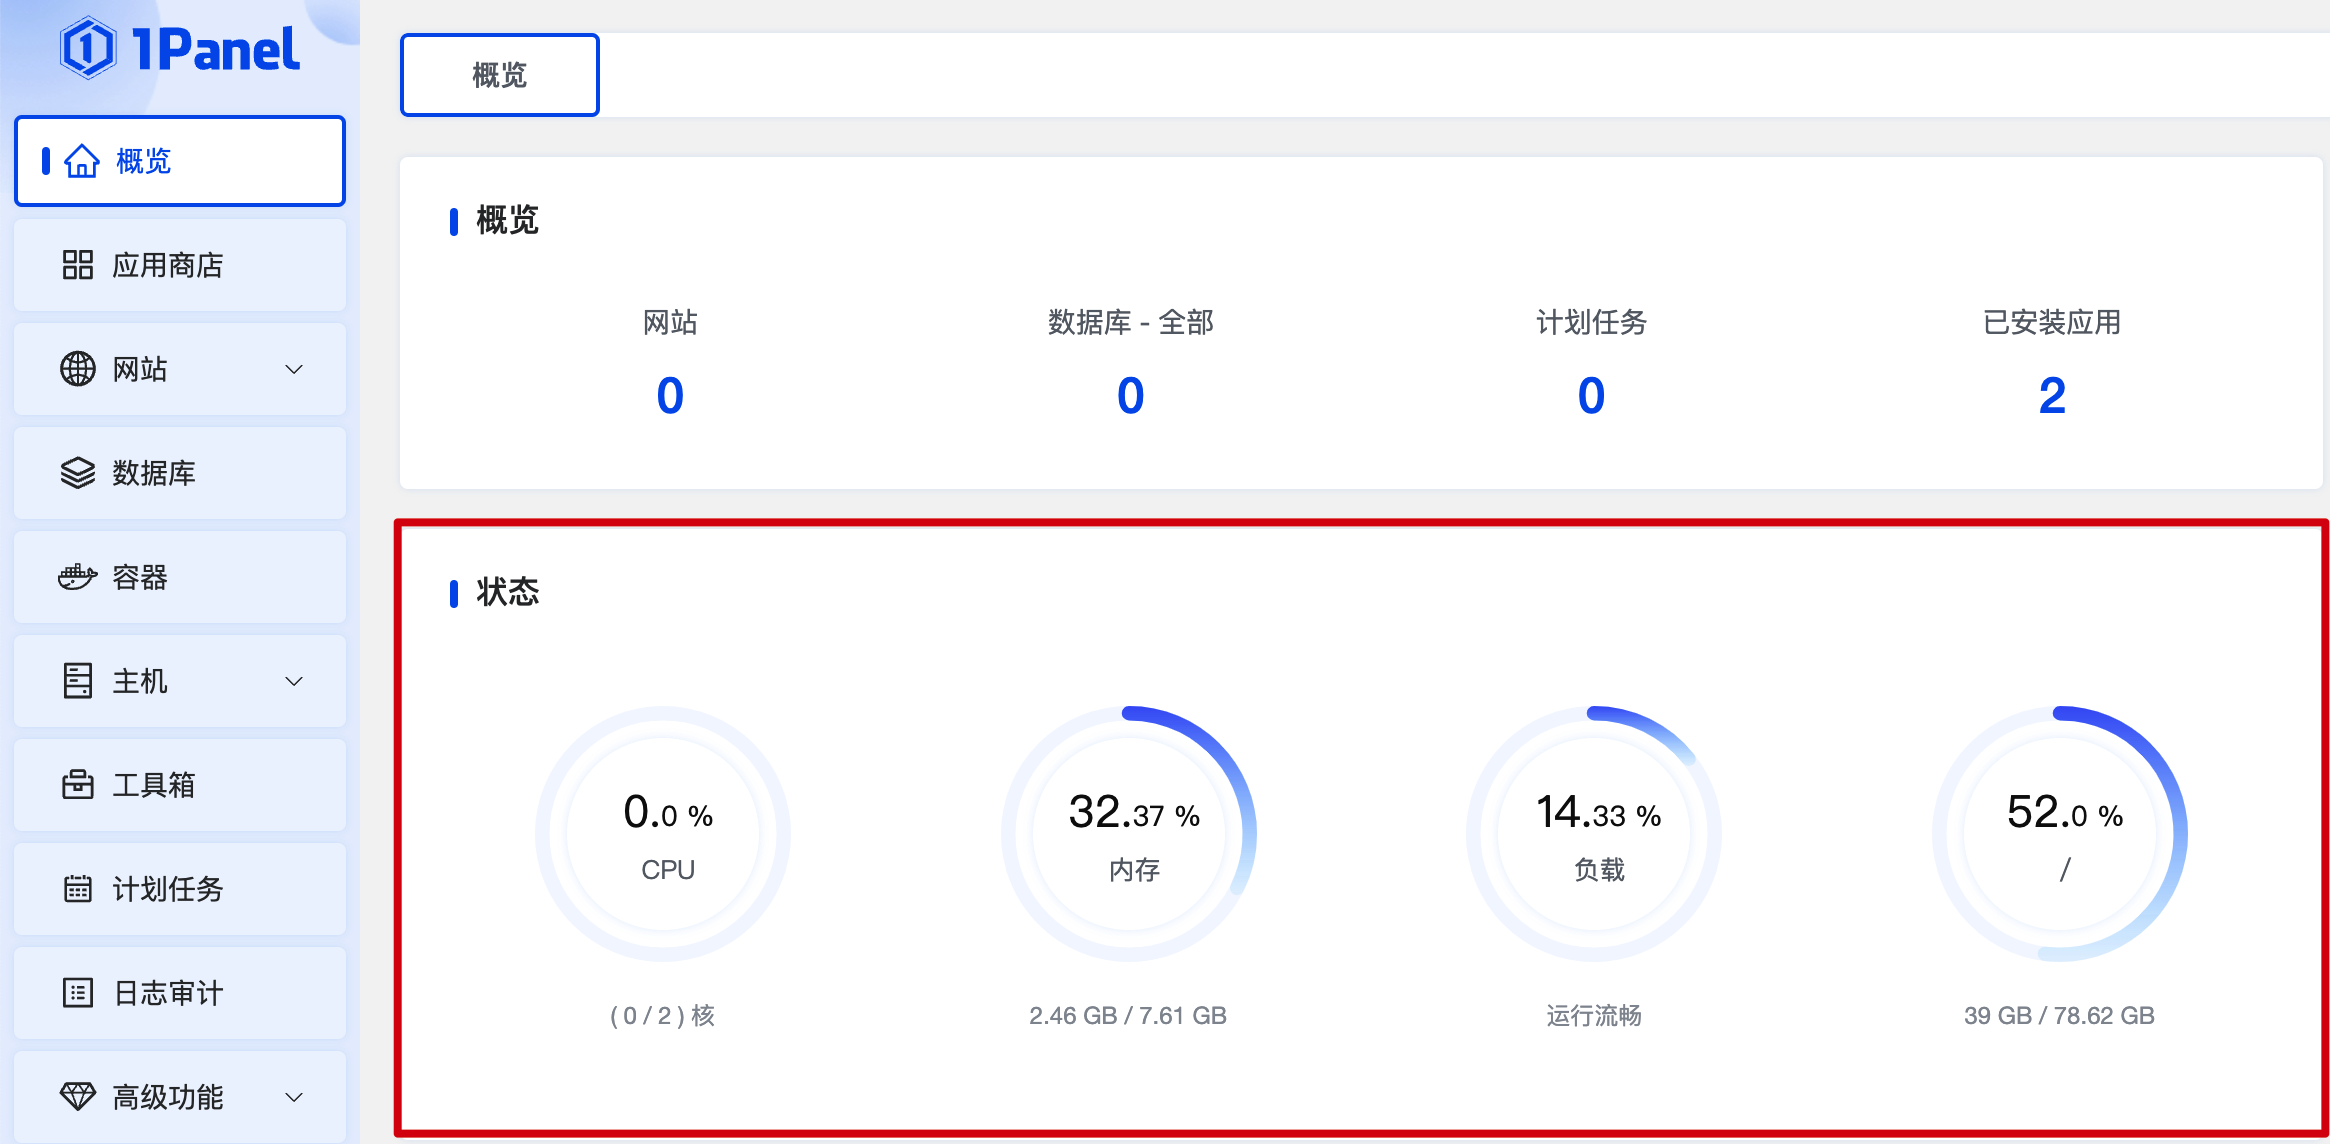 1Panel
概览
应用商店
网站
数据库
容器
主机
工具箱
计划任务
日志审计
高级功能
概览
概览
网站
0
数据库 - 全部
0
计划任务
0
已安装应用
2
状态
0.0 %
CPU
( 0 / 2 ) 核
32.37 %
内存
2.46 GB / 7.61 GB
14.33 %
负载
运行流畅
52.0 %
/
39 GB / 78.62 GB